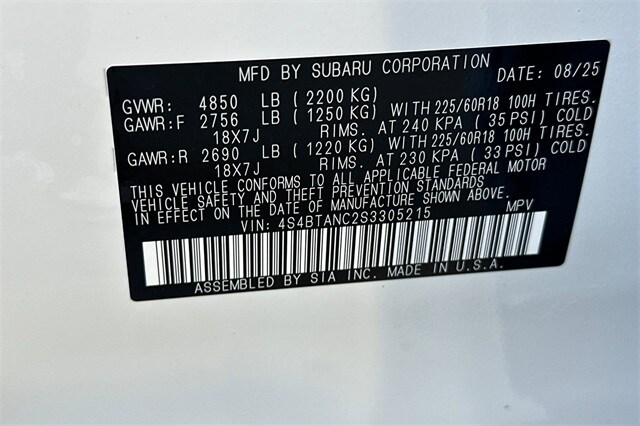 MFD BY SUBARU CORPORATION DATE: 08/25
GVWR: 4850 LB (2200 KG)
GAWR:F 2756 LB (1250 KG) WITH 225/60R18 100H TIRES.
18X7J RIMS. AT 240 KPA (35 PSI) COLD
GAWR:R 2690 LB (1220 KG) WITH 225/60R18 100H TIRES.
18X7J RIMS. AT 230 KPA (33 PSI) COLD
THIS VEHICLE CONFORMS TO ALL APPLICABLE FEDERAL MOTOR
VEHICLE SAFETY AND THEFT PREVENTION STANDARDS
IN EFFECT ON THE DATE OF MANUFACTURE SHOWN ABOVE.
VIN: 4S4BTANC2S3305215 MPV
ASSEMBLED BY SIA INC. MADE IN U.S.A.